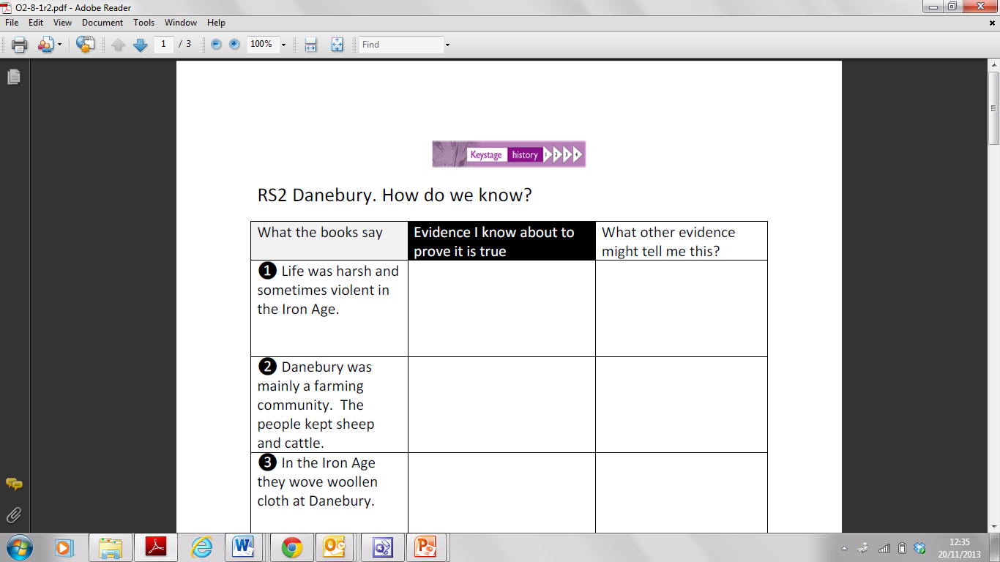 O2-8-1r2.pdf - Adobe Reader
File Edit View Document Tools Window Help
1 / 3 100% Find
Keystage history 1 2 3 4
RS2 Danebury. How do we know?
What the books say
Evidence I know about to
prove it is true
What other evidence
might tell me this?
❶ Life was harsh and
sometimes violent in
the Iron Age.
❷ Danebury was
mainly a farming
community. The
people kept sheep
and cattle.
❸ In the Iron Age
they wove woollen
cloth at Danebury.
12:35
20/11/2013